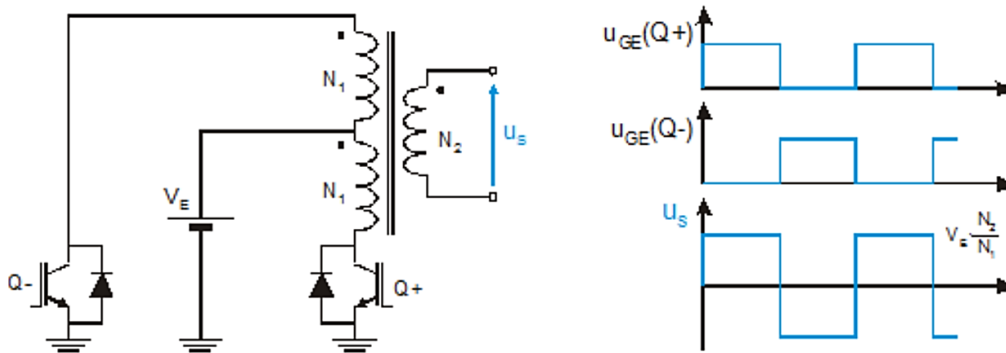 N1
N1
N2
us
VE
Q-
Q+
uGE(Q+)
uGE(Q-)
us
VE·N2/N1